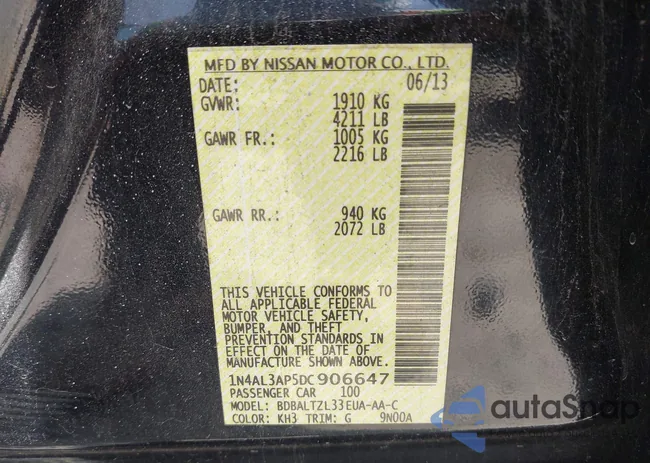 MFD BY NISSAN MOTOR CO., LTD.
DATE: 06/13
GVWR: 1910 KG
4211 LB
GAWR FR.: 1005 KG
2216 LB
GAWR RR.: 940 KG
2072 LB
THIS VEHICLE CONFORMS TO
ALL APPLICABLE FEDERAL
MOTOR VEHICLE SAFETY,
BUMPER, AND THEFT
PREVENTION STANDARDS IN
EFFECT ON THE DATE OF
MANUFACTURE SHOWN ABOVE.
1N4AL3AP5DC906647
PASSENGER CAR 100
MODEL: BDBALTZL33EUA-AA-C
COLOR: KH3 TRIM: G 9N00A
autoSnap